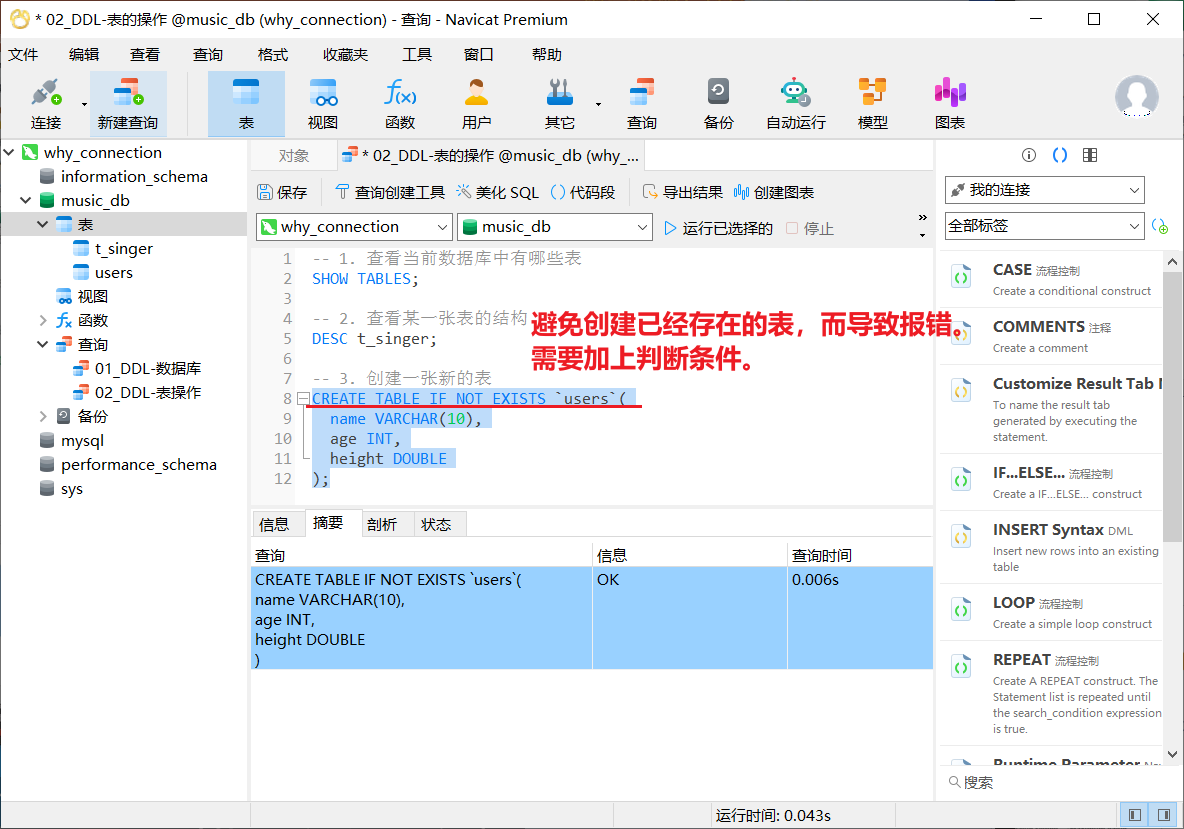 * 02_DDL-表的操作 @music_db (why_connection) - 查询 - Navicat Premium
文件 编辑 查看 查询 格式 收藏夹 工具 窗口 帮助
连接 新建查询 表 视图 函数 用户 其它 查询 备份 自动运行 模型 图表
why_connection
information_schema
music_db
表
t_singer
users
视图
函数
查询
01_DDL-数据库
02_DDL-表操作
备份
mysql
performance_schema
sys
对象 * 02_DDL-表的操作 @music_db (why_...
保存 查询创建工具 美化 SQL () 代码段 导出结果 创建图表
why_connection music_db 运行已选择的 停止 »
1 -- 1. 查看当前数据库中有哪些表
2 SHOW TABLES;
3
4 -- 2. 查看某一张表的结构
5 DESC t_singer;
6
7 -- 3. 创建一张新的表
8 CREATE TABLE IF NOT EXISTS `users`(
9 name VARCHAR(10),
10 age INT,
11 height DOUBLE
12 );
避免创建已经存在的表，而导致报错。
需要加上判断条件。
信息 摘要 剖析 状态
查询 信息 查询时间
CREATE TABLE IF NOT EXISTS `users`( OK 0.006s
name VARCHAR(10),
age INT,
height DOUBLE
)
我的连接
全部标签
CASE 流程控制
Create a conditional construct
COMMENTS 注释
Create a comment
Customize Result Tab N
To name the result tab
generated by executing the
statement.
IF...ELSE... 流程控制
Create a IF...ELSE... construct
INSERT Syntax DML
Insert new rows into an existing
table
LOOP 流程控制
Create a simple loop construct
REPEAT 流程控制
Create A REPEAT construct. The
Statement list is repeated until
the search_condition expression
is true.
Runtime Parameter
搜索
运行时间: 0.043s